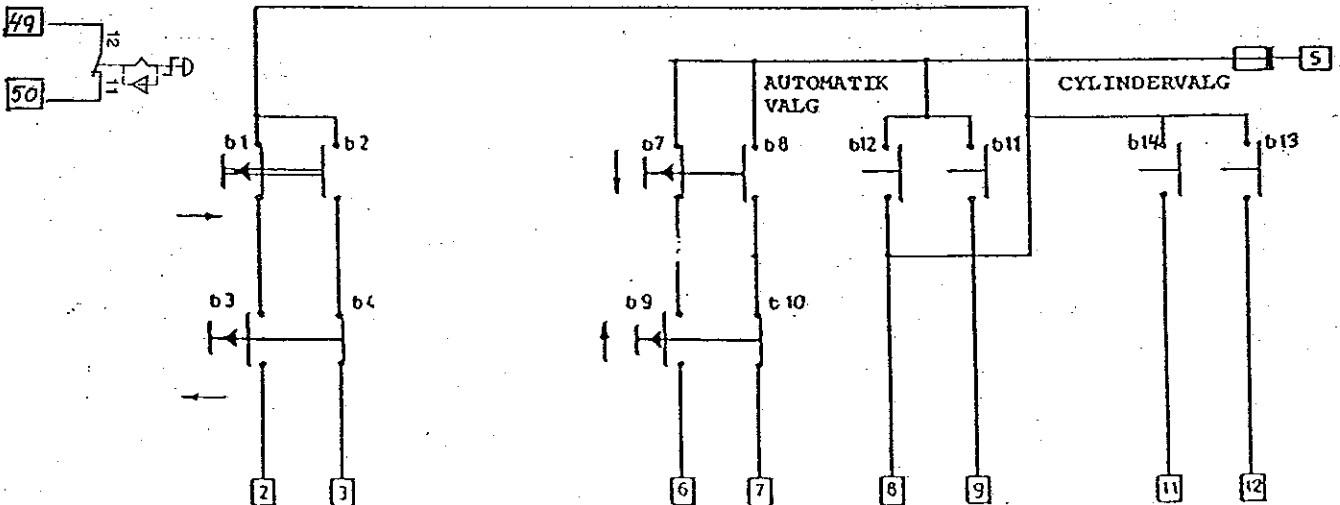 49
12
11
50
5
AUTOMATIK
VALG
CYLINDERVALG
b1
b2
b7
b8
b12
b11
b14
b13
b3
b4
b9
b10
2
3
6
7
8
9
11
12